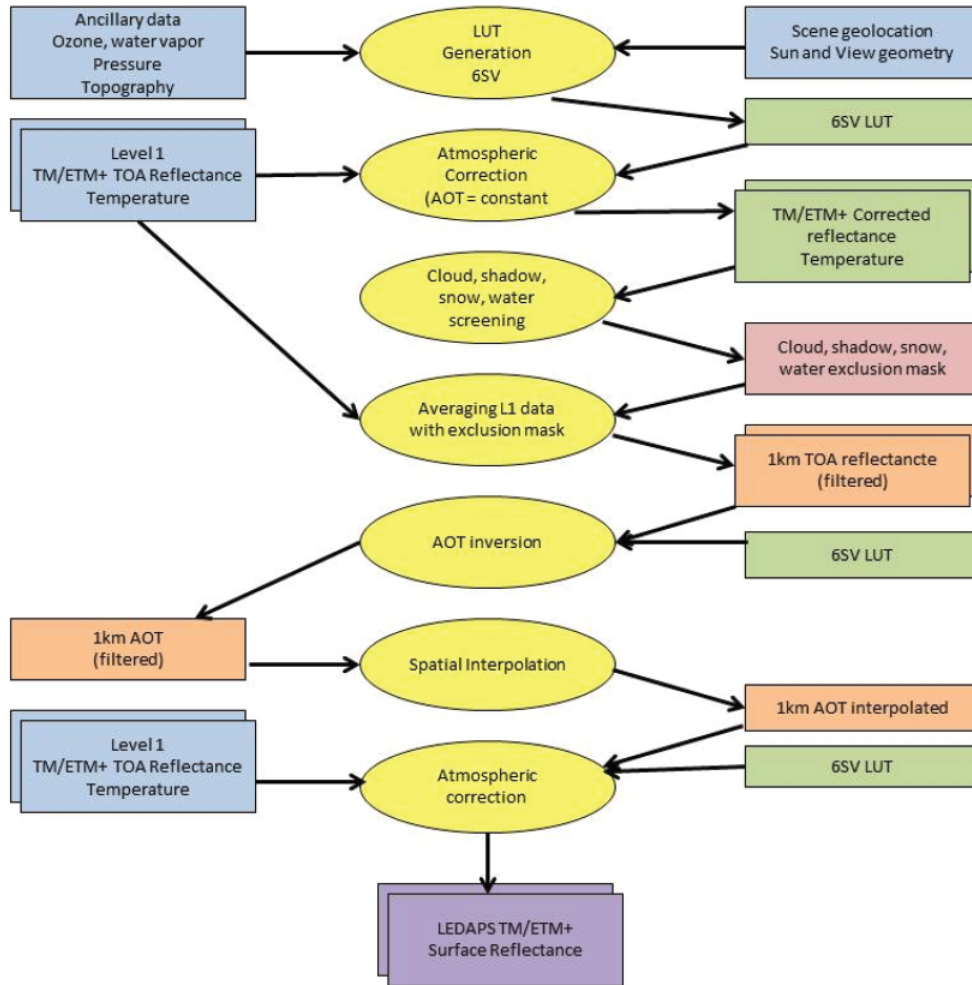 Ancillary data
Ozone, water vapor
Pressure
Topography
LUT
Generation
6SV
Scene geolocation
Sun and View geometry
6SV LUT
Level 1
TM/ETM+ TOA Reflectance
Temperature
Atmospheric
Correction
(AOT = constant
TM/ETM+ Corrected
reflectance
Temperature
Cloud, shadow,
snow, water
screening
Cloud, shadow, snow,
water exclusion mask
Averaging L1 data
with exclusion mask
1km TOA reflectancte
(filtered)
AOT inversion
6SV LUT
1km AOT
(filtered)
Spatial Interpolation
1km AOT interpolated
Level 1
TM/ETM+ TOA Reflectance
Temperature
Atmospheric
correction
6SV LUT
LEDAPS TM/ETM+
Surface Reflectance